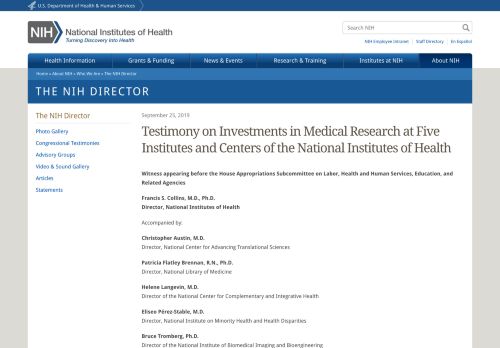 U.S. Department of Health & Human Services
NIH
National Institutes of Health
Turning Discovery Into Health
Search NIH
NIH Employee Intranet | Staff Directory | En Español
Health Information
Grants & Funding
News & Events
Research & Training
Institutes at NIH
About NIH
Home » About NIH » Who We Are » The NIH Director
THE NIH DIRECTOR
The NIH Director
Photo Gallery
Congressional Testimonies
Advisory Groups
Video & Sound Gallery
Articles
Statements
September 25, 2019
Testimony on Investments in Medical Research at Five
Institutes and Centers of the National Institutes of Health
Witness appearing before the House Appropriations Subcommittee on Labor, Health and Human Services, Education, and
Related Agencies
Francis S. Collins, M.D., Ph.D.
Director, National Institutes of Health
Accompanied by:
Christopher Austin, M.D.
Director, National Center for Advancing Translational Sciences
Patricia Flatley Brennan, R.N., Ph.D.
Director, National Library of Medicine
Helene Langevin, M.D.
Director of the National Center for Complementary and Integrative Health
Eliseo Pérez-Stable, M.D.
Director, National Institute on Minority Health and Health Disparities
Bruce Tromberg, Ph.D.
Director of the National Institute of Biomedical Imaging and Bioengineering